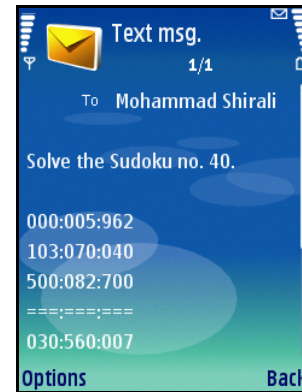 Text msg.
1/1
To Mohammad Shirali
Solve the Sudoku no. 40.
000:005:962
103:070:040
500:082:700
===:===:===
030:560:007
Options Back